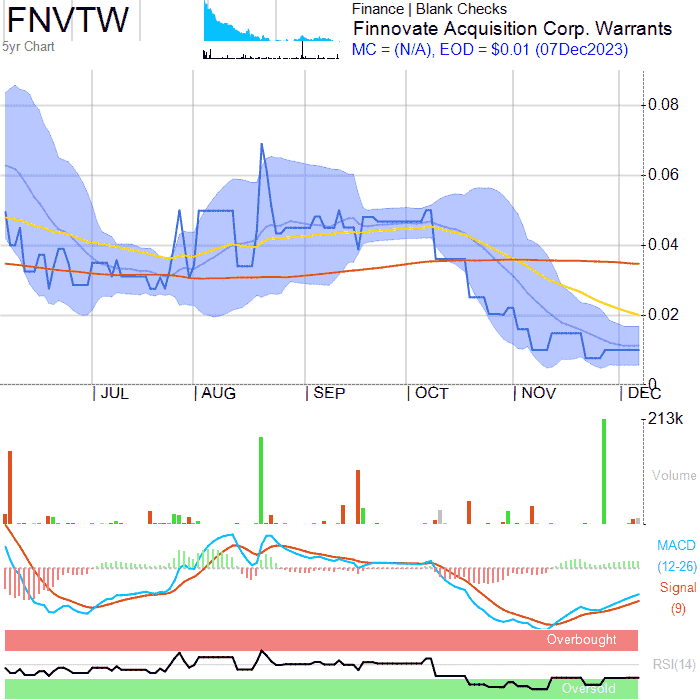 FNVTW
5yr Chart
Finance | Blank Checks
Finnovate Acquisition Corp. Warrants
MC = (N/A), EOD = $0.01 (07Dec2023)
0.08
0.06
0.04
0.02
0
JUL AUG SEP OCT NOV DEC
213k
Volume
MACD
(12-26)
Signal
(9)
Overbought
RSI(14)
Oversold